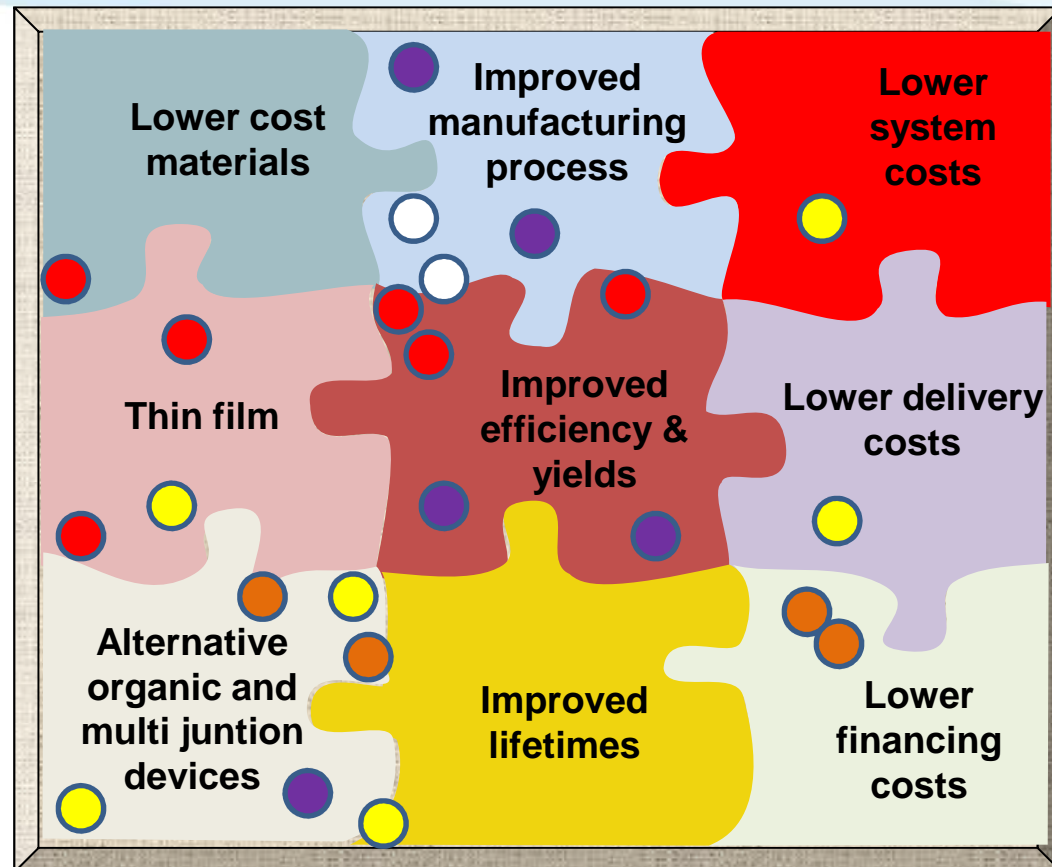 Lower cost
materials
Improved
manufacturing
process
Lower
system
costs
Thin film
Improved
efficiency &
yields
Lower delivery
costs
Alternative
organic and
multi juntion
devices
Improved
lifetimes
Lower
financing
costs